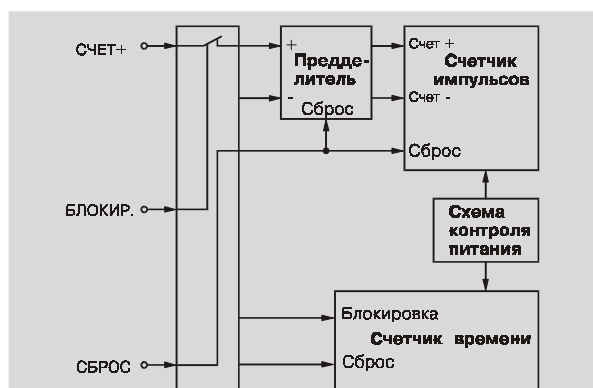 СЧЕТ+
+
Предде-
литель
-
Сброс
Счет +
Счетчик
импульсов
Счет -
Сброс
БЛОКИР.
Схема
контроля
питания
Блокировка
Счетчик времени
Сброс
СБРОС